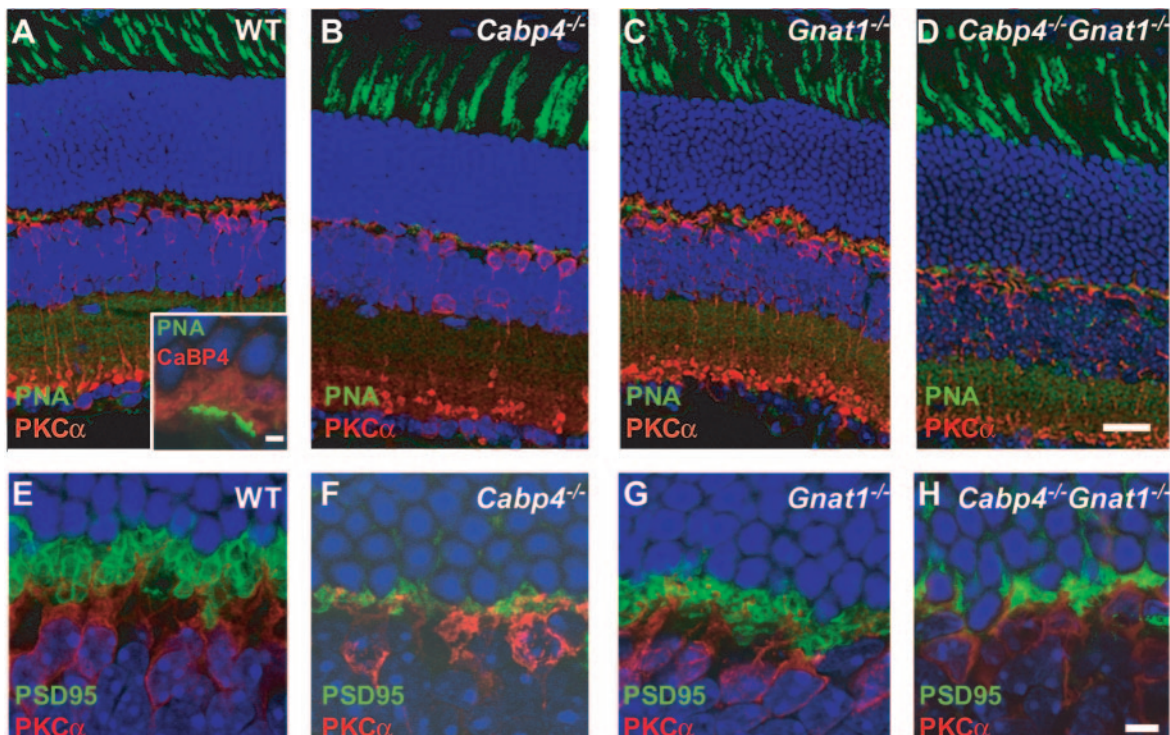 A WT
B Cabp4-/-
C Gnat1-/-
D Cabp4-/-Gnat1-/-
PNA
CaBP4
PNA
PKCα
PNA
PKCα
PNA
PKCα
PNA
PKCα
E WT
F Cabp4-/-
G Gnat1-/-
H Cabp4-/-Gnat1-/-
PSD95
PKCα
PSD95
PKCα
PSD95
PKCα
PSD95
PKCα